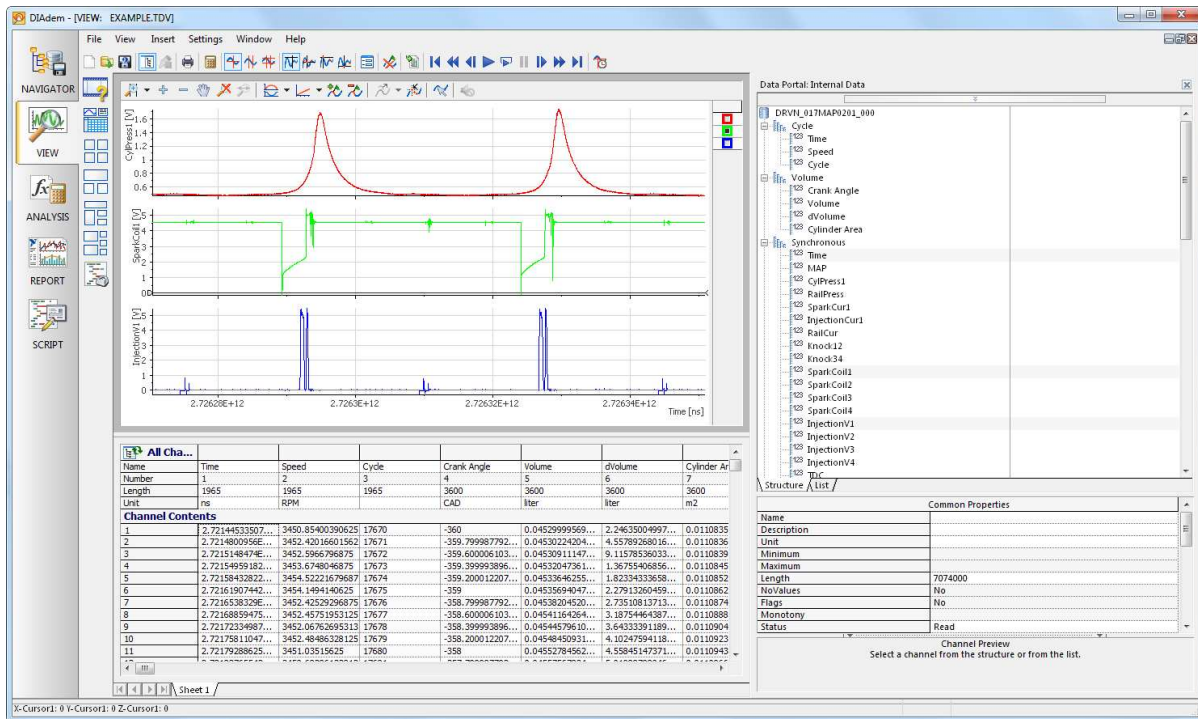 DIAdem - [VIEW: EXAMPLE.TDV]
File View Insert Settings Window Help
NAVIGATOR
VIEW
ANALYSIS
REPORT
SCRIPT
CylPress1 [V]
1.6
1.4
1.2
1
0.8
0.6
SparkCoil1 [V]
5
4
3
2
1
0
InjectionV1 [V]
5
4
3
2
1
0
2.72628E+12 2.7263E+12 2.72632E+12 2.72634E+12
Time [ns]
All Cha...
Name Time Speed Cycle Crank Angle Volume dVolume Cylinder Ar
Number 1 2 3 4 5 6 7
Length 1965 1965 1965 3600 3600 3600 3600
Unit ns RPM CAD liter liter m2
Channel Contents
1 2.72144533507... 3450.85400390625 17670 -360 0.04529999569... 2.24635004997... 0.0110835
2 2.7214800956E... 3452.42016601562 17671 -359.799987792... 0.04530224204... 4.55789268016... 0.0110836
3 2.7215148474E... 3452.5966796875 17672 -359.600006103... 0.04530911147... 9.11578536033... 0.0110839
4 2.72154959182... 3453.6748046875 17673 -359.399993896... 0.04532047361... 1.36755406856... 0.0110845
5 2.72158432822... 3454.52221679687 17674 -359.200012207... 0.04533646255... 1.82334333658... 0.0110852
6 2.72161907442... 3454.1494140625 17675 -359 0.04535694047... 2.27913260459... 0.0110862
7 2.7216538329E... 3452.42529296875 17676 -358.799987792... 0.04538204520... 2.73510813713... 0.0110874
8 2.72168859475... 3452.45751953125 17677 -358.600006103... 0.04541164264... 3.18754464387... 0.0110888
9 2.72172334987... 3452.06762695313 17678 -358.399993896... 0.04544579610... 3.64333391189... 0.0110904
10 2.72175811047... 3452.48486328125 17679 -358.200012207... 0.04548450931... 4.10247594118... 0.0110923
11 2.72179288625... 3451.03515625 17680 -358 0.04552784562... 4.55845147371... 0.0110943
Sheet 1
X-Cursor1: 0 Y-Cursor1: 0 Z-Cursor1: 0
Data Portal: Internal Data
DRVN_017MAP0201_000
Cycle
Time
Speed
Cycle
Volume
Crank Angle
Volume
dVolume
Cylinder Area
Synchronous
Time
MAP
CylPress1
RailPress
SparkCur1
InjectionCur1
RailCur
Knock12
Knock34
SparkCoil1
SparkCoil2
SparkCoil3
SparkCoil4
InjectionV1
InjectionV2
InjectionV3
InjectionV4
TDC
Structure List
Common Properties
Name
Description
Unit
Minimum
Maximum
Length 7074000
NoValues No
Flags No
Monotony
Status Read
Channel Preview
Select a channel from the structure or from the list.